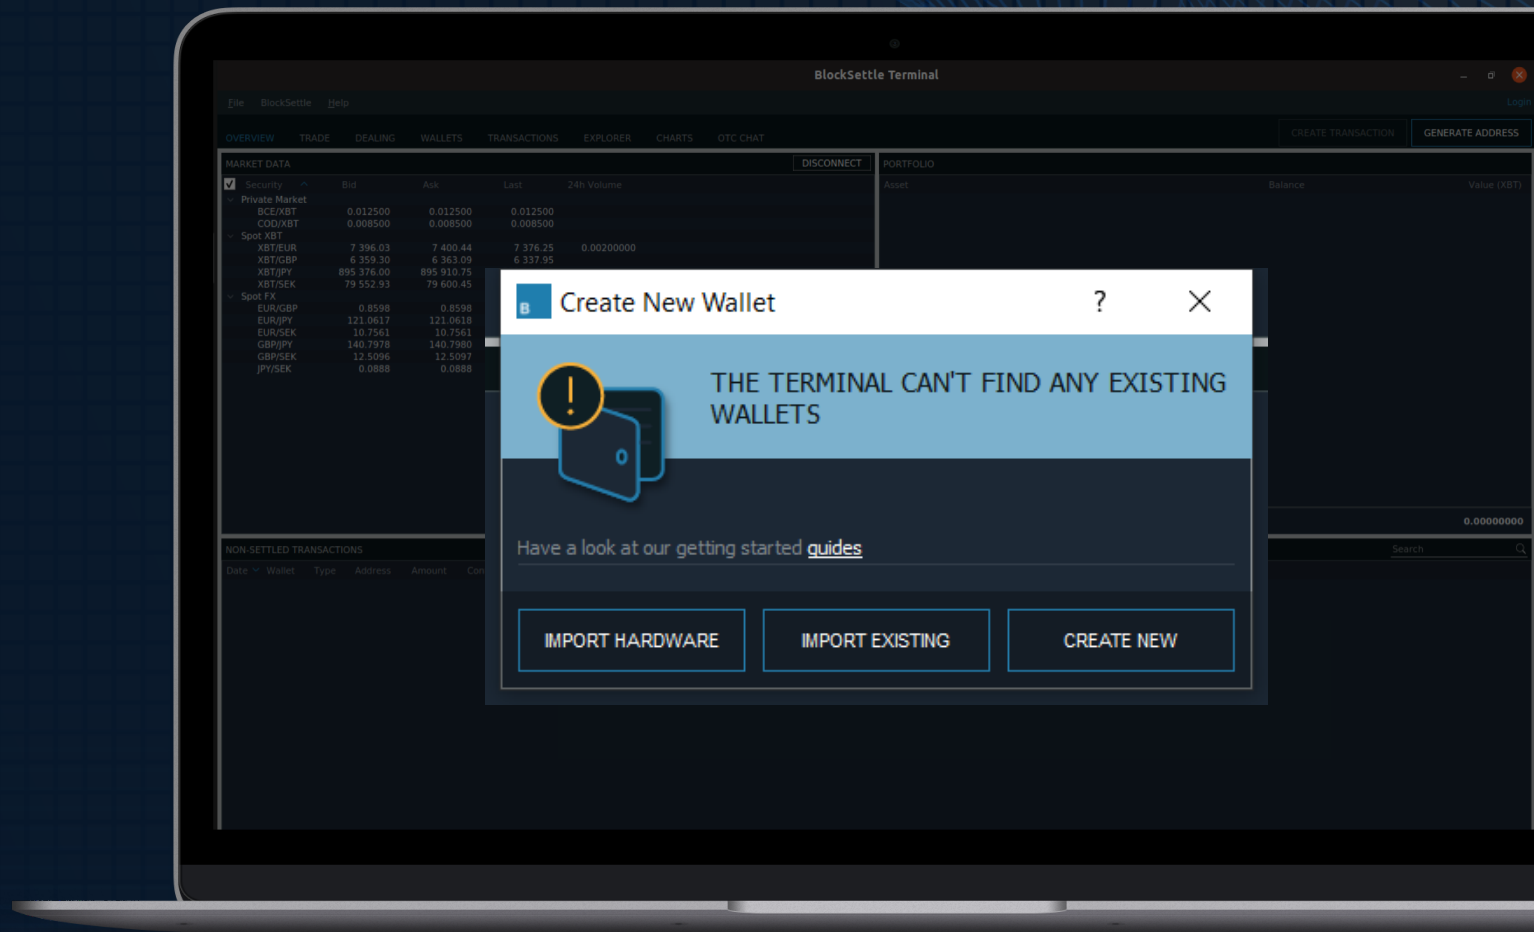 BlockSettle Terminal
File BlockSettle Help
Login
OVERVIEW TRADE DEALING WALLETS TRANSACTIONS EXPLORER CHARTS OTC CHAT
CREATE TRANSACTION GENERATE ADDRESS
MARKET DATA DISCONNECT
Security Bid Ask Last 24h Volume
Private Market
BCE/XBT 0.012500 0.012500 0.012500
COD/XBT 0.008500 0.008500 0.008500
Spot XBT
XBT/EUR 7 396.03 7 400.44 7 376.25 0.00200000
XBT/GBP 6 359.30 6 363.09 6 337.95
XBT/JPY 895 376.00 895 910.75
XBT/SEK 79 552.93 79 600.45
Spot FX
EUR/GBP 0.8598 0.8598
EUR/JPY 121.0617 121.0618
EUR/SEK 10.7561 10.7561
GBP/JPY 140.7978 140.7980
GBP/SEK 12.5096 12.5097
JPY/SEK 0.0888 0.0888
PORTFOLIO
Asset Balance Value (XBT)
0.00000000
B Create New Wallet ?
THE TERMINAL CAN'T FIND ANY EXISTING
WALLETS
Have a look at our getting started guides
IMPORT HARDWARE IMPORT EXISTING CREATE NEW
NON-SETTLED TRANSACTIONS
Search
Date Wallet Type Address Amount Con